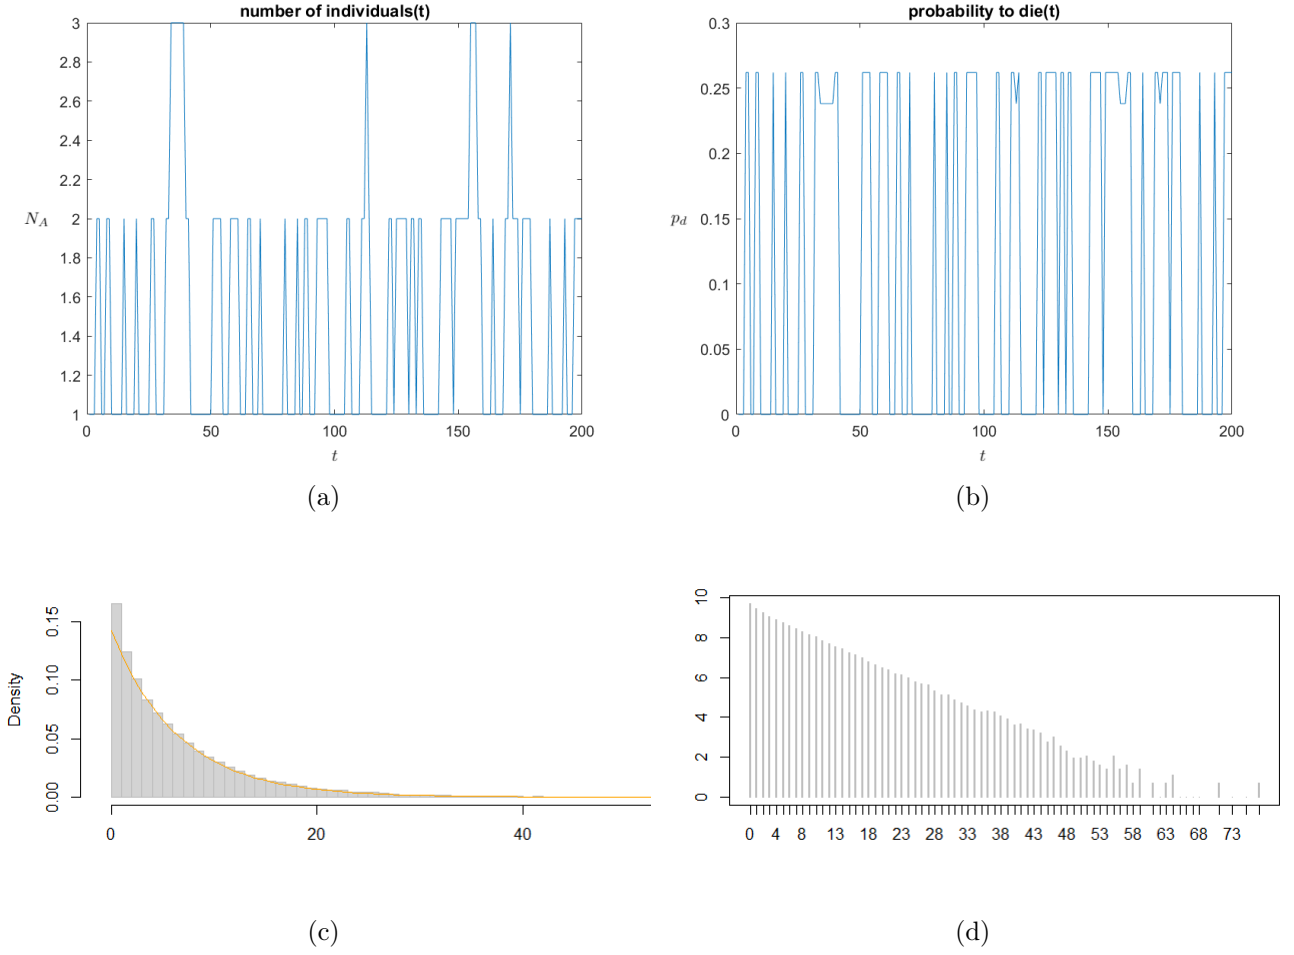 number of individuals(t)
3
2.8
2.6
2.4
2.2
2
1.8
1.6
1.4
1.2
1
N_A
0 50 100 150 200
t
(a)
probability to die(t)
0.3
0.25
0.2
0.15
0.1
0.05
0
p_d
0 50 100 150 200
t
(b)
Density
0.15
0.10
0.05
0.00
0 20 40
(c)
10
8
6
4
2
0
0 4 8 13 18 23 28 33 38 43 48 53 58 63 68 73
(d)